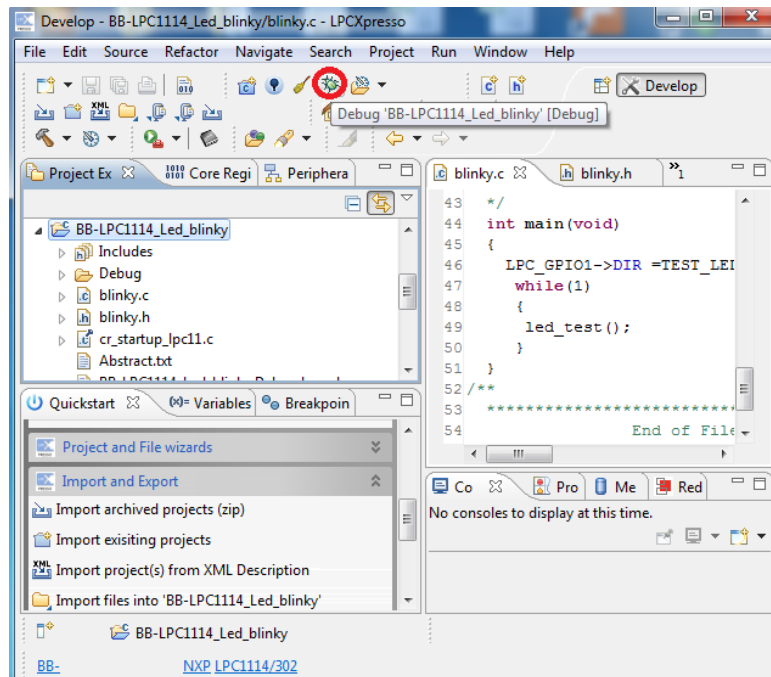 Develop - BB-LPC1114_Led_blinky/blinky.c - LPCXpresso
File Edit Source Refactor Navigate Search Project Run Window Help
Develop
Debug 'BB-LPC1114_Led_blinky' [Debug]
Project Ex
Core Regi
Periphera
BB-LPC1114_Led_blinky
Includes
Debug
blinky.c
blinky.h
cr_startup_lpc11.c
Abstract.txt
blinky.c
blinky.h
1
43 */
44 int main(void)
45 {
46 LPC_GPIO1->DIR =TEST_LED
47 while(1)
48 {
49 led_test();
50 }
51 }
52 /**
53 ****************************
54 End of File
Quickstart
(x)= Variables
Breakpoin
Project and File wizards
Import and Export
Import archived projects (zip)
Import exisiting projects
Import project(s) from XML Description
Import files into 'BB-LPC1114_Led_blinky'
Co
Pro
Me
Red
No consoles to display at this time.
BB-LPC1114_Led_blinky
BB- NXP LPC1114/302